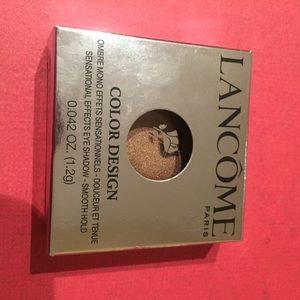 LANCÔME
PARIS
COLOR DESIGN
OMBRE MONO EFFETS SENSATIONNELS - DOUCEUR ET TENUE
SENSATIONAL EFFECTS EYE SHADOW - SMOOTH HOLD
0.042 OZ. (1.2g)